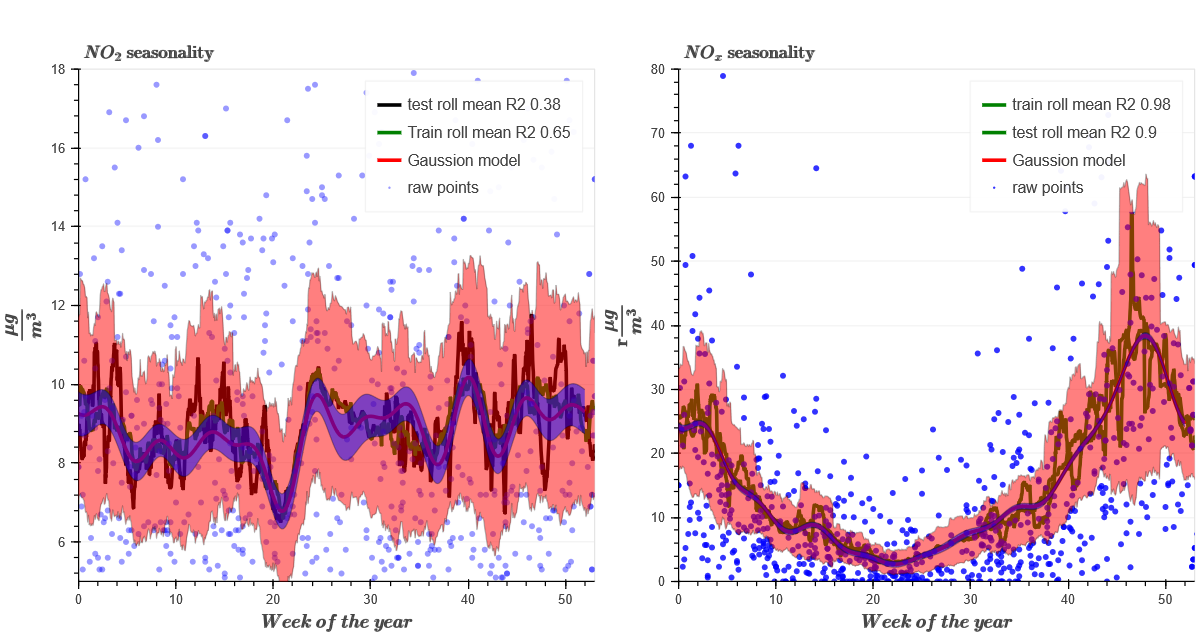 NO2 seasonality
18
16
14
12
10
8
6
μg
m³
0 10 20 30 40 50
Week of the year
test roll mean R2 0.38
Train roll mean R2 0.65
Gaussion model
raw points
NOx seasonality
80
70
60
50
40
30
20
10
0
r μg
m³
0 10 20 30 40 50
Week of the year
train roll mean R2 0.98
test roll mean R2 0.9
Gaussion model
raw points